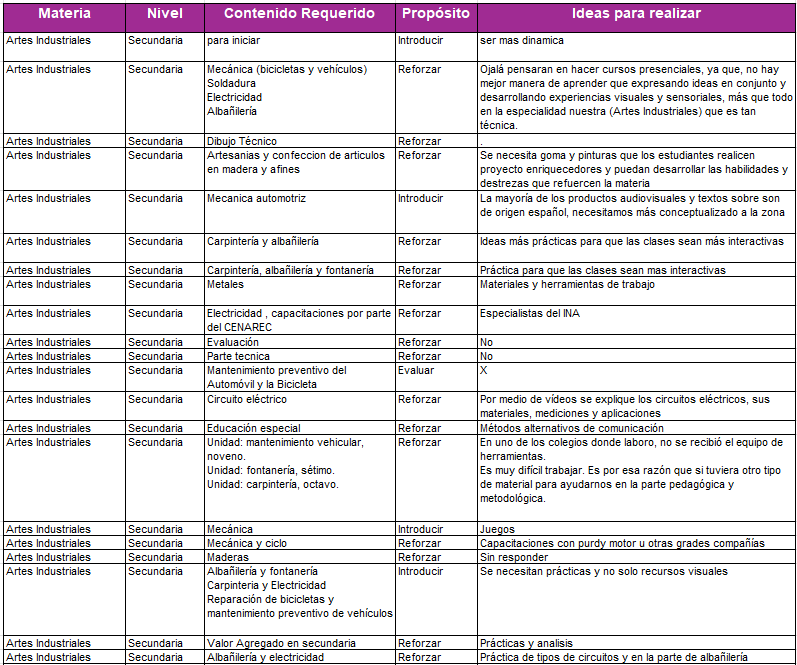 Materia Nivel Contenido Requerido Propósito Ideas para realizar
Artes Industriales Secundaria para iniciar Introducir ser mas dinamica
Artes Industriales Secundaria Mecánica (bicicletas y vehículos) Reforzar Ojalá pensaran en hacer cursos presenciales, ya que, no hay
Soldadura mejor manera de aprender que expresando ideas en conjunto y
Electricidad desarrollando experiencias visuales y sensoriales, más que todo
Albañilería en la especialidad nuestra (Artes Industriales) que es tan
técnica.
Artes Industriales Secundaria Dibujo Técnico Reforzar .
Artes Industriales Secundaria Artesanias y confeccion de articulos Reforzar Se necesita goma y pinturas que los estudiantes realicen
en madera y afines proyecto enriquecedores y puedan desarrollar las habilidades y
destrezas que refuercen la materia
Artes Industriales Secundaria Mecanica automotriz Introducir La mayoría de los productos audiovisuales y textos sobre son
de origen español, necesitamos más conceptualizado a la zona
Artes Industriales Secundaria Carpintería y albañilería Reforzar Ideas más prácticas para que las clases sean más interactivas
Artes Industriales Secundaria Carpintería, albañilería y fontanería Reforzar Práctica para que las clases sean mas interactivas
Artes Industriales Secundaria Metales Reforzar Materiales y herramientas de trabajo
Artes Industriales Secundaria Electricidad , capacitaciones por parte Reforzar Especialistas del INA
del CENAREC
Artes Industriales Secundaria Evaluación Reforzar No
Artes Industriales Secundaria Parte tecnica Reforzar No
Artes Industriales Secundaria Mantenimiento preventivo del Evaluar X
Automóvil y la Bicicleta
Artes Industriales Secundaria Circuito eléctrico Reforzar Por medio de vídeos se explique los circuitos eléctricos, sus
materiales, mediciones y aplicaciones
Artes Industriales Secundaria Educación especial Reforzar Métodos alternativos de comunicación
Artes Industriales Secundaria Unidad: mantenimiento vehicular, Reforzar En uno de los colegios donde laboro, no se recibió el equipo de
noveno. herramientas.
Unidad: fontanería, sétimo. Es muy difícil trabajar. Es por esa razón que si tuviera otro tipo
Unidad: carpintería, octavo. de material para ayudarnos en la parte pedagógica y
metodológica.
Artes Industriales Secundaria Mecánica Introducir Juegos
Artes Industriales Secundaria Mecánica y ciclo Reforzar Capacitaciones con purdy motor u otras grades compañías
Artes Industriales Secundaria Maderas Reforzar Sin responder
Artes Industriales Secundaria Albañilería y fontanería Introducir Se necesitan prácticas y no solo recursos visuales
Carpinteria y Electricidad
Reparación de bicicletas y
mantenimiento preventivo de vehículos
Artes Industriales Secundaria Valor Agregado en secundaria Reforzar Prácticas y analisis
Artes Industriales Secundaria Albañilería y electricidad Reforzar Práctica de tipos de circuitos y en la parte de albañilería